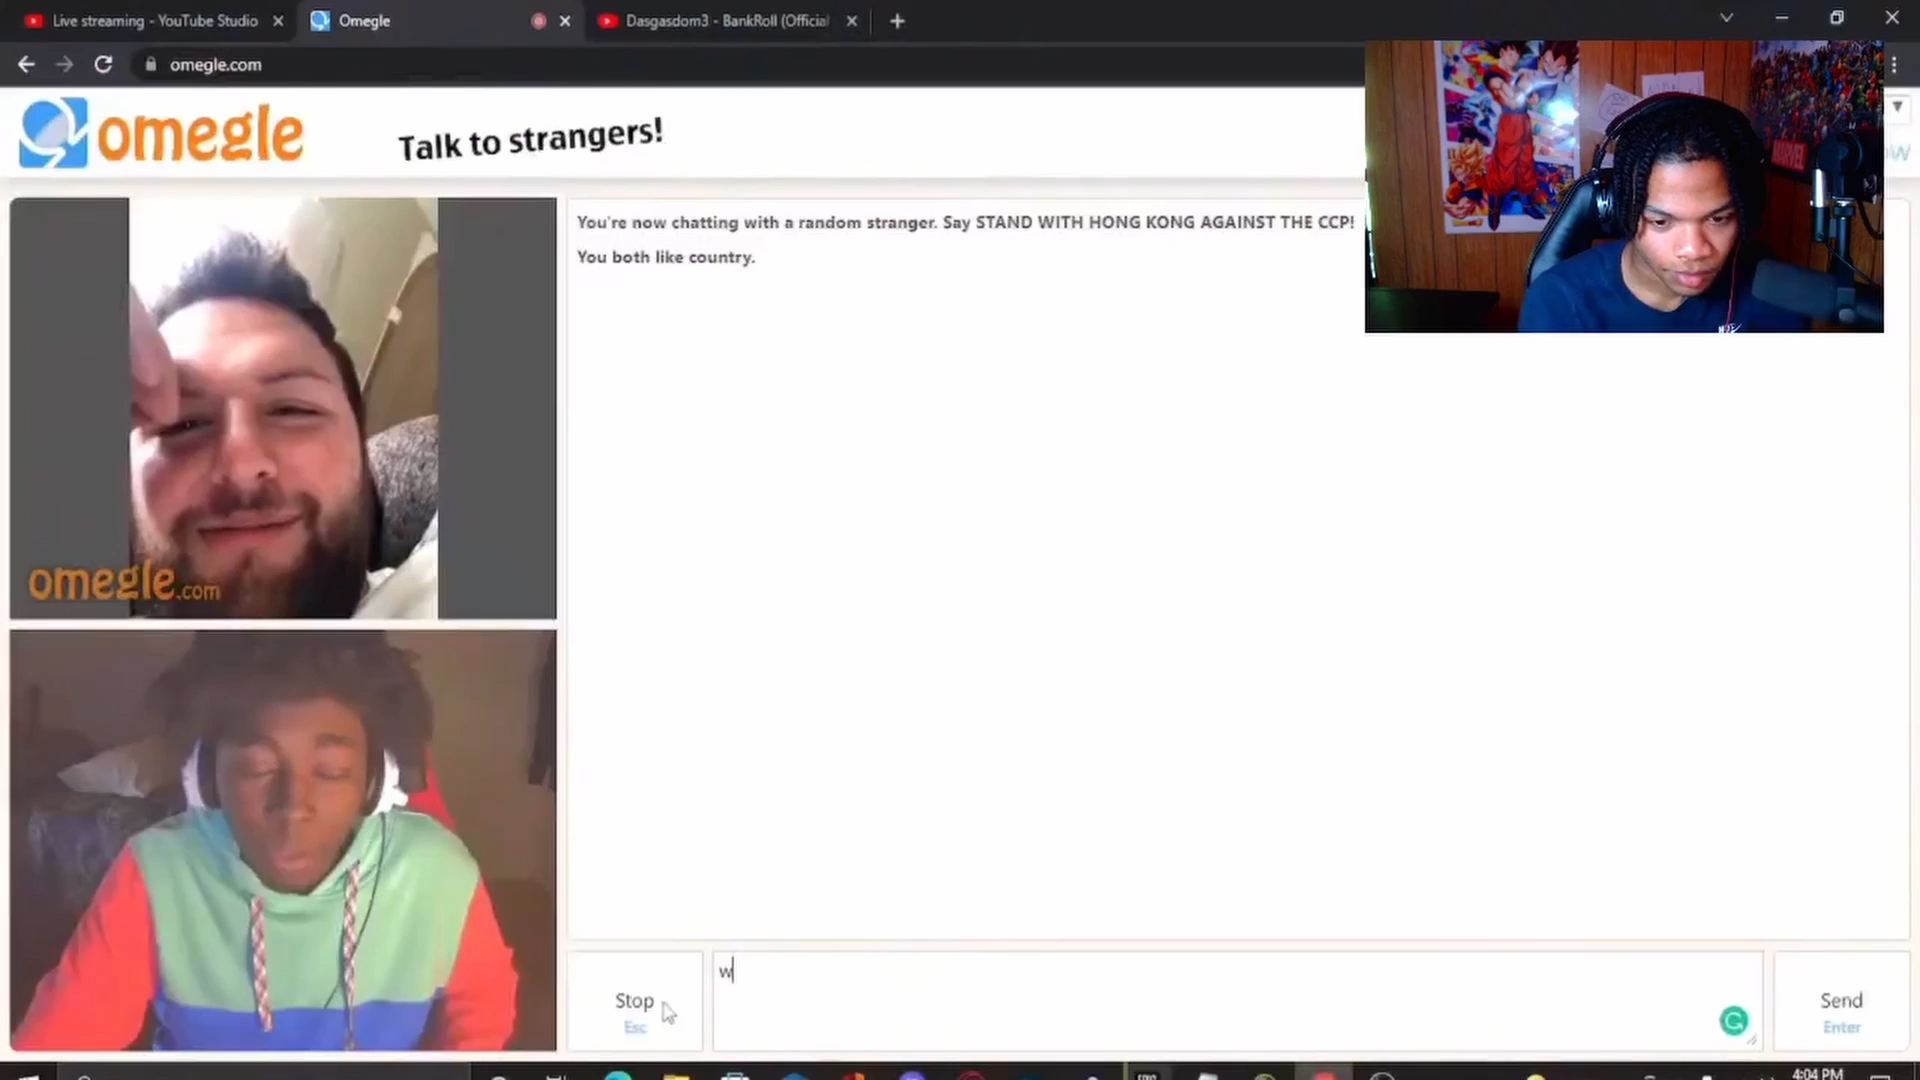 Live streaming - YouTube Studio
Omegle
Dasgasdom3 - BankRoll (Official
omegle.com
omegle
Talk to strangers!
MARVEL
You're now chatting with a random stranger. Say STAND WITH HONG KONG AGAINST THE CCP!
You both like country.
omegle.com
w
Stop
Esc
Send
Enter
4:04 PM